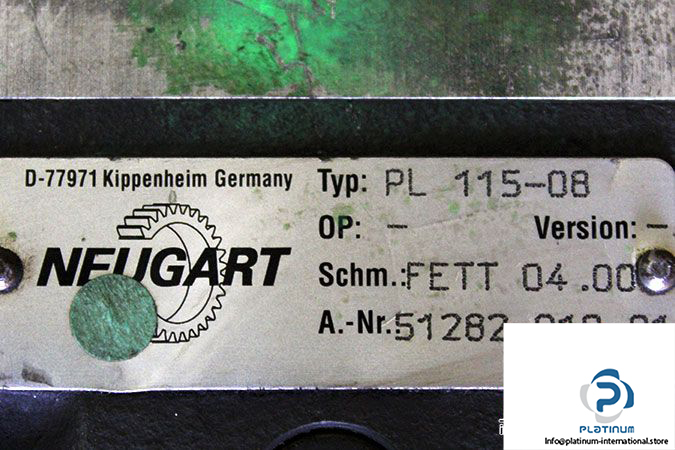 D-77971 Kippenheim Germany
Typ: PL 115-08
OP: -
Version: -
NEUGART
Schm.: FETT 04.00
A.-Nr. 51282
PLATINUM
Info@platinum-international.store